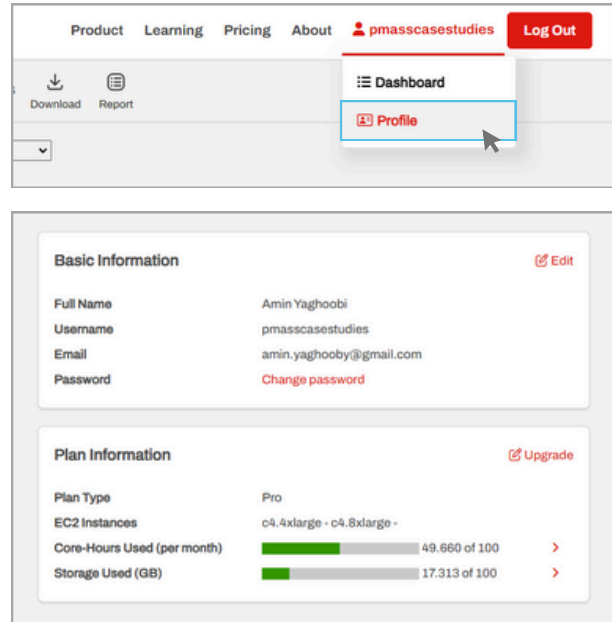 Product Learning Pricing About pmasscasestudies Log Out
Download Report
Dashboard
Profile
Basic Information Edit
Full Name Amin Yaghoobi
Username pmasscasestudies
Email amin.yaghooby@gmail.com
Password Change password
Plan Information Upgrade
Plan Type Pro
EC2 Instances c4.4xlarge - c4.8xlarge -
Core-Hours Used (per month) 49.660 of 100
Storage Used (GB) 17.313 of 100